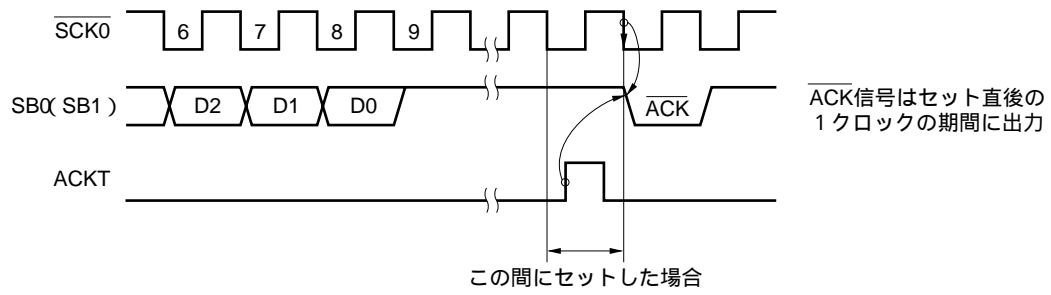 SCK0
6 7 8 9
SB0(SB1)
D2 D1 D0 ACK
ACK信号はセット直後の
1クロックの期間に出力
ACKT
この間にセットした場合